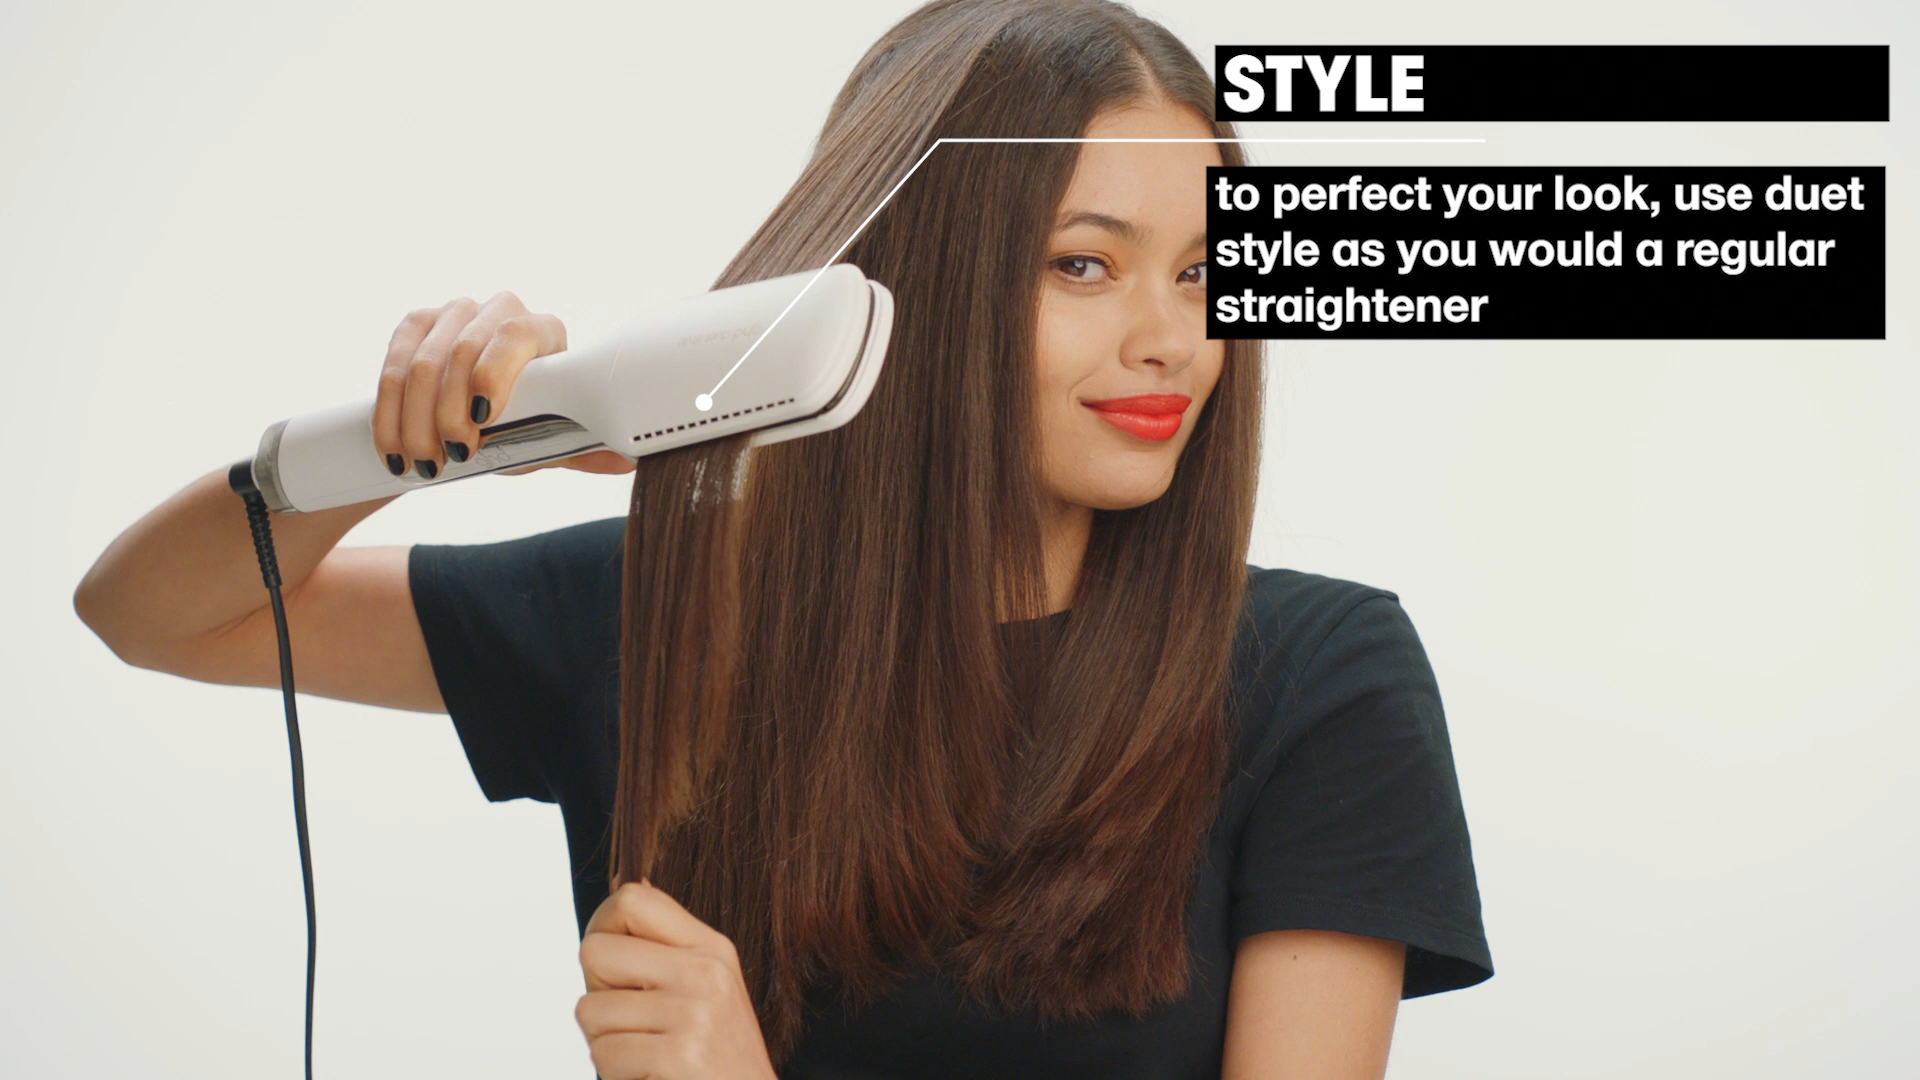 STYLE
to perfect your look, use duet
style as you would a regular
straightener